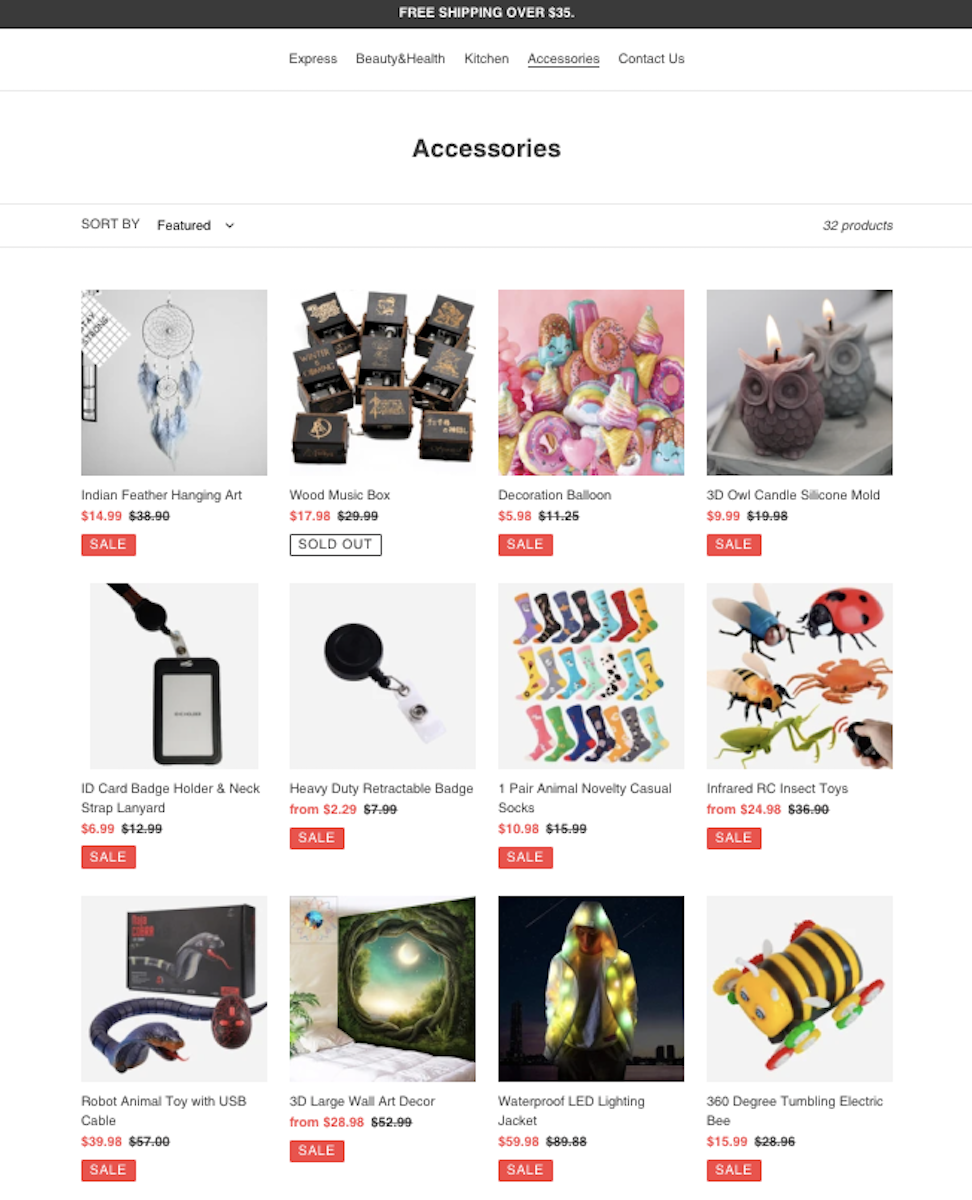 FREE SHIPPING OVER $35.
Express Beauty&Health Kitchen Accessories Contact Us
Accessories
SORT BY Featured 32 products
STAY
STRONG
WINTER
IS
COMING
Indian Feather Hanging Art
$14.99 $38.90
SALE
Wood Music Box
$17.98 $29.99
SOLD OUT
Decoration Balloon
$5.98 $11.25
SALE
3D Owl Candle Silicone Mold
$9.99 $19.98
SALE
ID Card Badge Holder & Neck
Strap Lanyard
$6.99 $12.99
SALE
Heavy Duty Retractable Badge
from $2.29 $7.99
SALE
1 Pair Animal Novelty Casual
Socks
$10.98 $15.99
SALE
Infrared RC Insect Toys
from $24.98 $36.90
SALE
COBRA
Robot Animal Toy with USB
Cable
$39.98 $57.00
SALE
3D Large Wall Art Decor
from $28.98 $52.99
SALE
Waterproof LED Lighting
Jacket
$59.98 $89.88
SALE
360 Degree Tumbling Electric
Bee
$15.99 $28.96
SALE